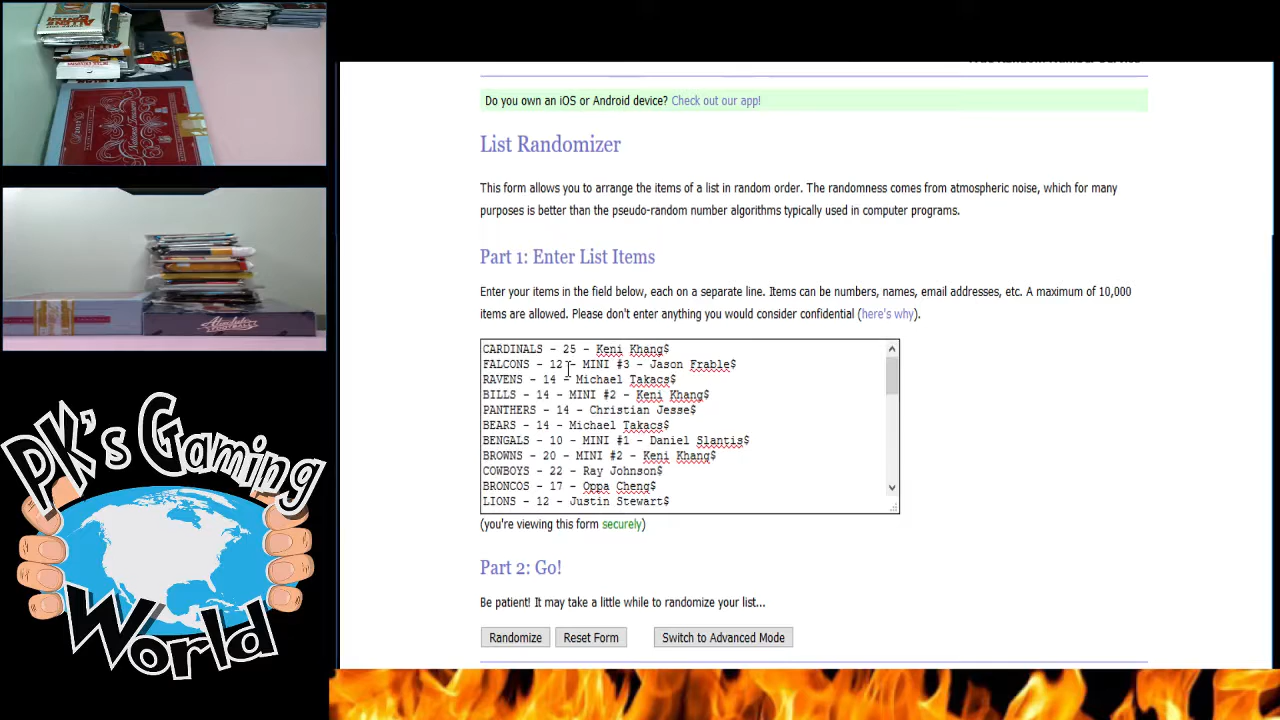 2017
National Treasures
Absolute
PK's Gaming
World
Do you own an iOS or Android device? Check out our app!
List Randomizer
This form allows you to arrange the items of a list in random order. The randomness comes from atmospheric noise, which for many
purposes is better than the pseudo-random number algorithms typically used in computer programs.
Part 1: Enter List Items
Enter your items in the field below, each on a separate line. Items can be numbers, names, email addresses, etc. A maximum of 10,000
items are allowed. Please don't enter anything you would consider confidential (here's why).
CARDINALS - 25 - Keni Khang$
FALCONS - 12 - MINI #3 - Jason Frable$
RAVENS - 14 - Michael Takacs$
BILLS - 14 - MINI #2 - Keni Khang$
PANTHERS - 14 - Christian Jesse$
BEARS - 14 - Michael Takacs$
BENGALS - 10 - MINI #1 - Daniel Slantis$
BROWNS - 20 - MINI #2 - Keni Khang$
COWBOYS - 22 - Ray Johnson$
BRONCOS - 17 - Oppa Cheng$
LIONS - 12 - Justin Stewart$
(you're viewing this form securely)
Part 2: Go!
Be patient! It may take a little while to randomize your list...
Randomize Reset Form Switch to Advanced Mode